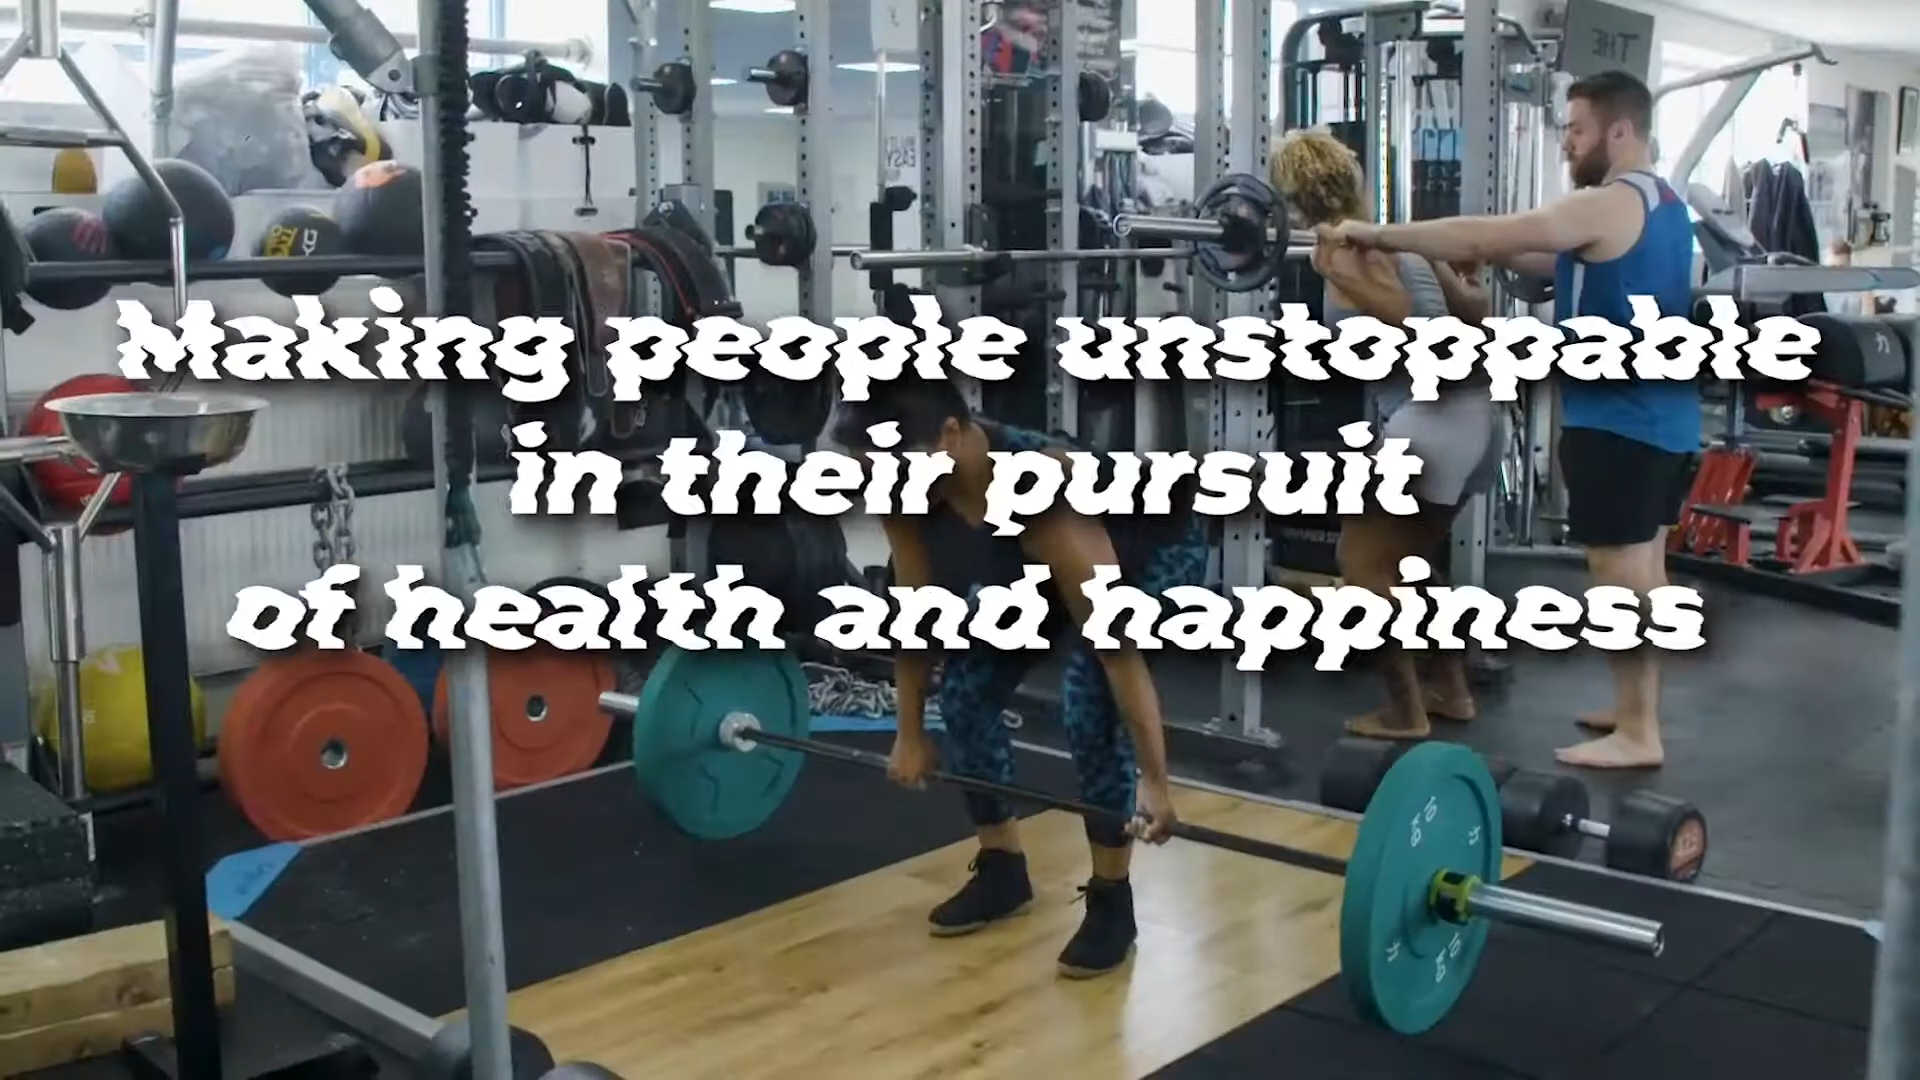 Making people unstoppable
in their pursuit
of health and happiness